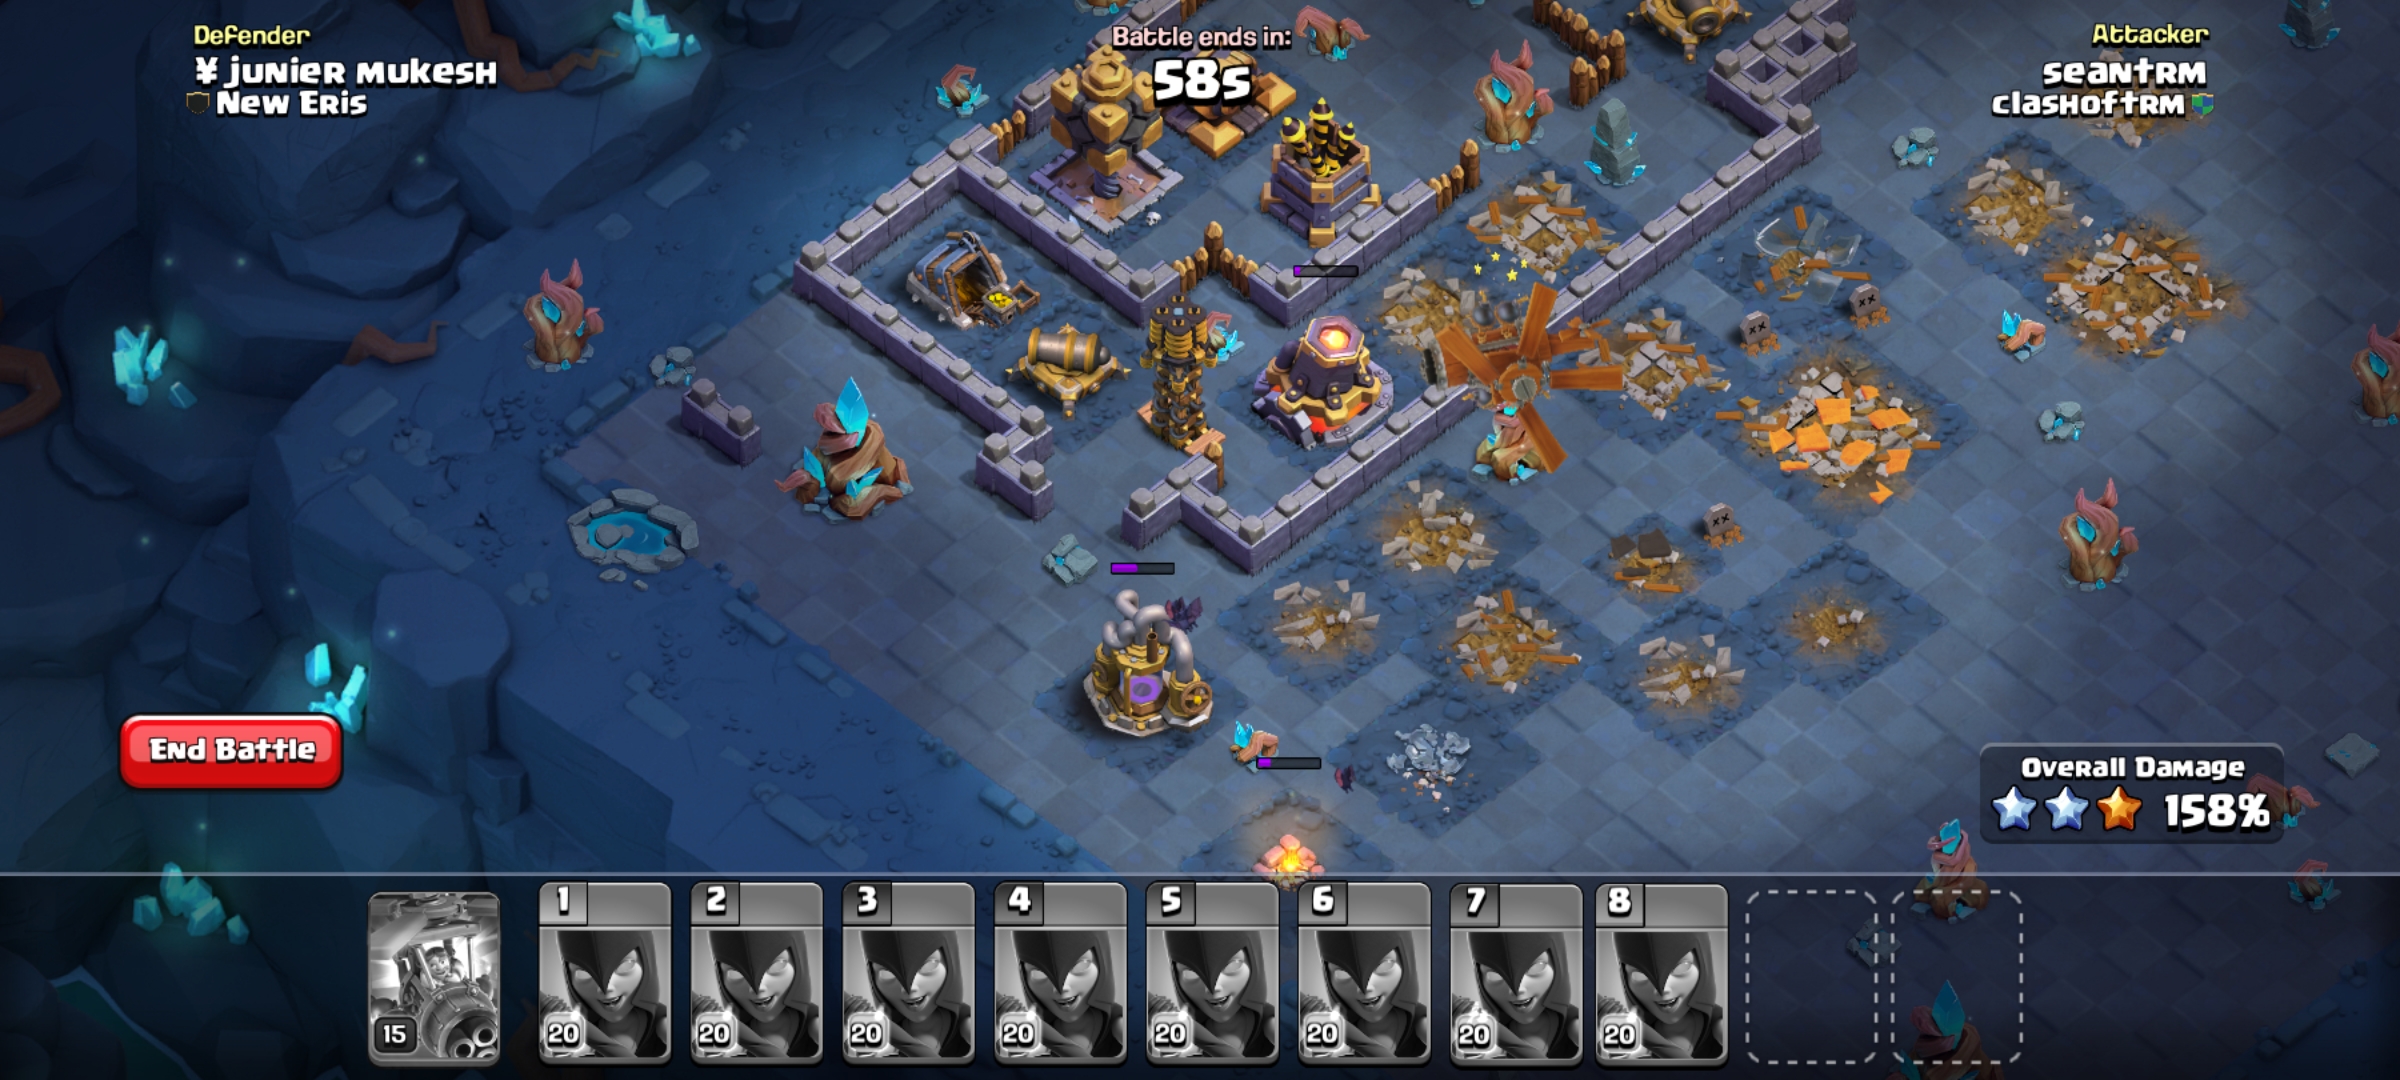 Defender
¥ junier mukesh
New Eris
Battle ends in:
58s
Attacker
seantrm
clashoftrm
End Battle
Overall Damage
158%
1 2 3 4 5 6 7 8
15 20 20 20 20 20 20 20 20